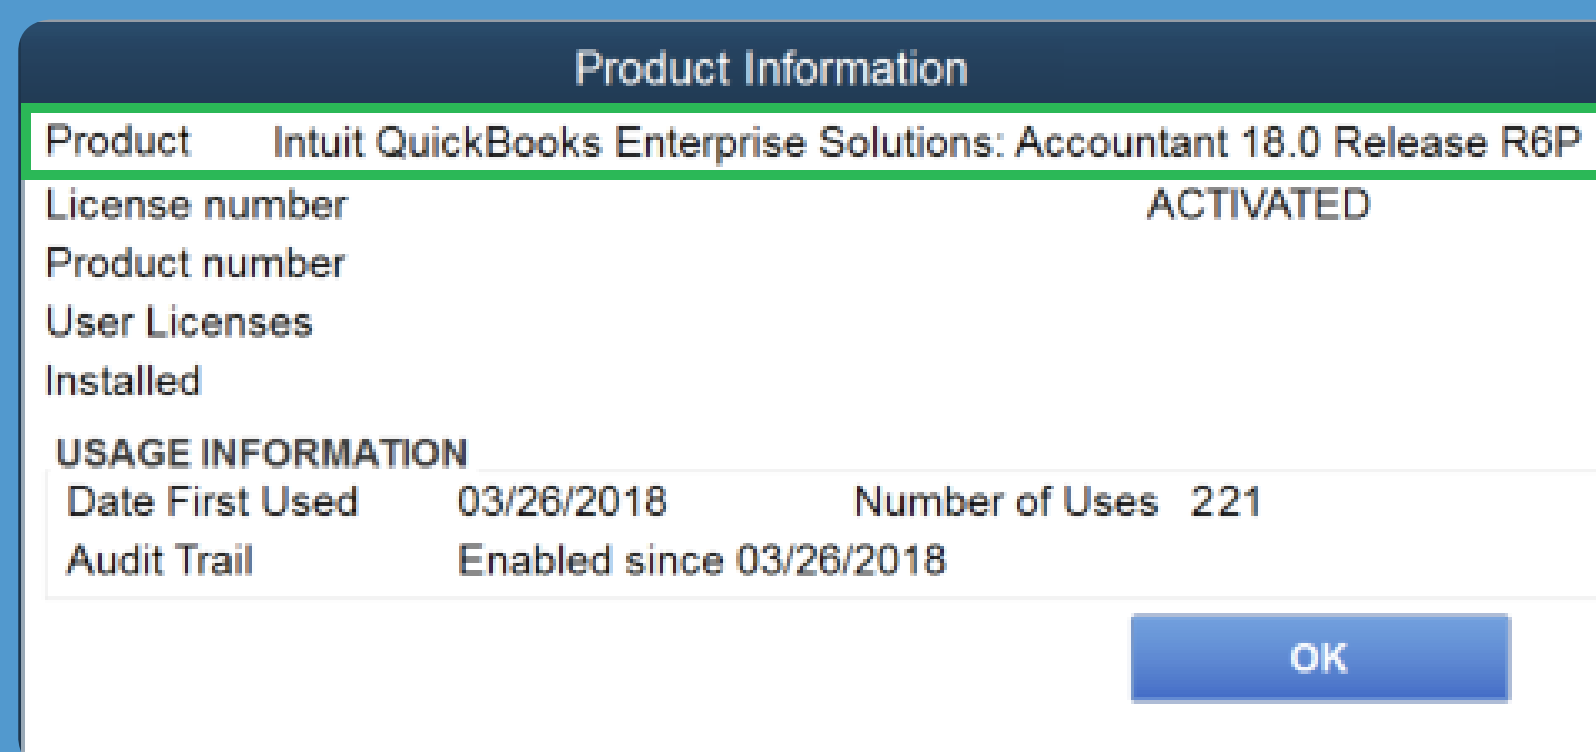 Product Information
Product Intuit QuickBooks Enterprise Solutions: Accountant 18.0 Release R6P
License number ACTIVATED
Product number
User Licenses
Installed
USAGE INFORMATION
Date First Used 03/26/2018 Number of Uses 221
Audit Trail Enabled since 03/26/2018
OK